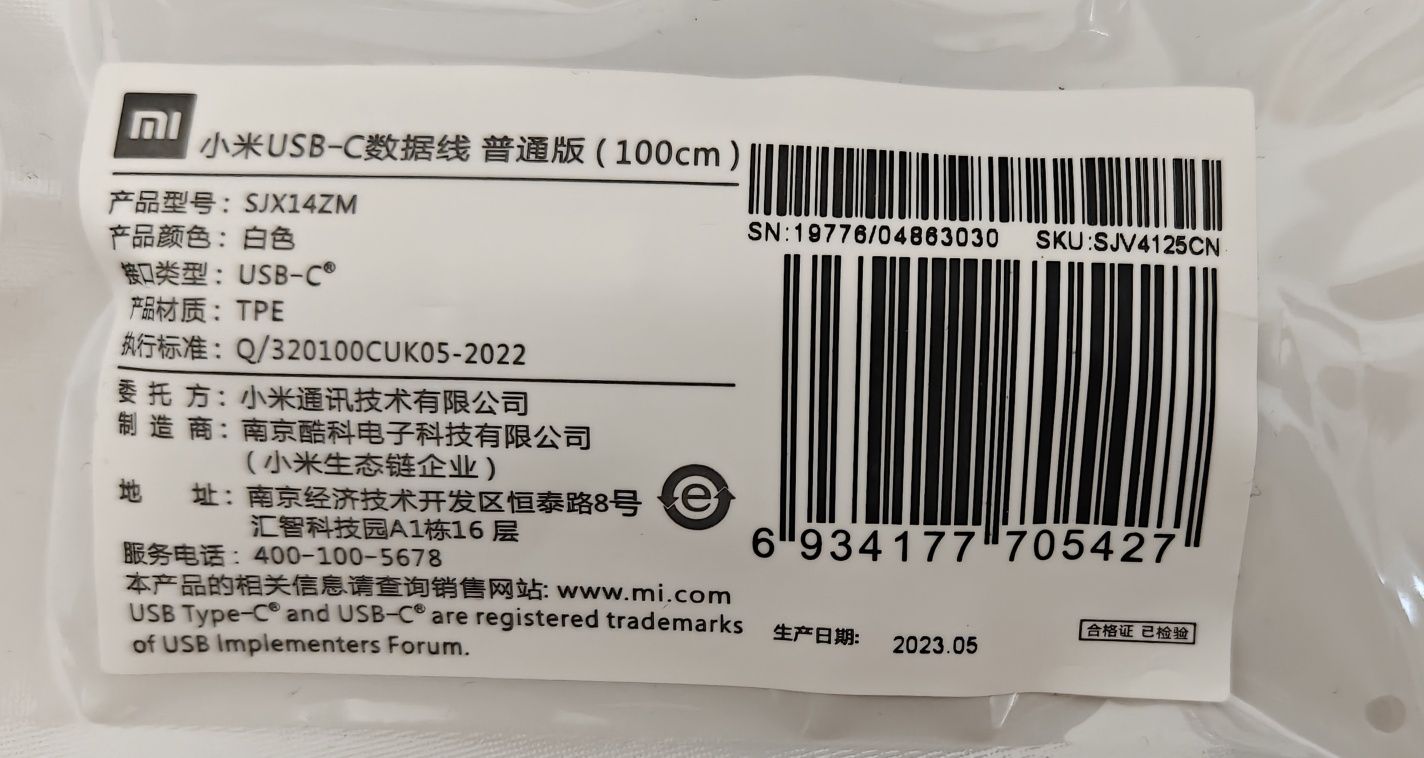 mi
小米USB-C数据线 普通版 ( 100cm )
产品型号： SJX14ZM
产品颜色： 白色
接口类型： USB-C®
产品材质： TPE
执行标准： Q/320100CUK05-2022
委 托 方： 小米通讯技术有限公司
制 造 商： 南京酷科电子科技有限公司
( 小米生态链企业 )
地 址： 南京经济技术开发区恒泰路8号
汇智科技园A1栋16 层
服务电话： 400-100-5678
本产品的相关信息请查询销售网站: www.mi.com
USB Type-C® and USB-C® are registered trademarks
of USB Implementers Forum.
e
SN:19776/04863030 SKU:SJV4125CN
6 934177 705427
生产日期: 2023.05
合格证 已检验